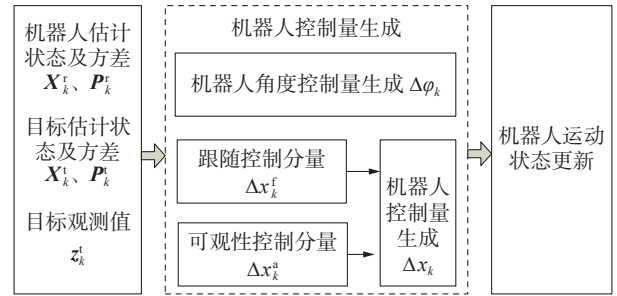 机器人估计
状态及方差
X_k^r、P_k^r
目标估计状
态及方差
X_k^t、P_k^t
目标观测值
z_k^t
机器人控制量生成
机器人角度控制量生成 Δφ_k
跟随控制分量
Δx_k^f
可观性控制分量
Δx_k^a
机器人
控制量
生成
Δx_k
机器人运动
状态更新